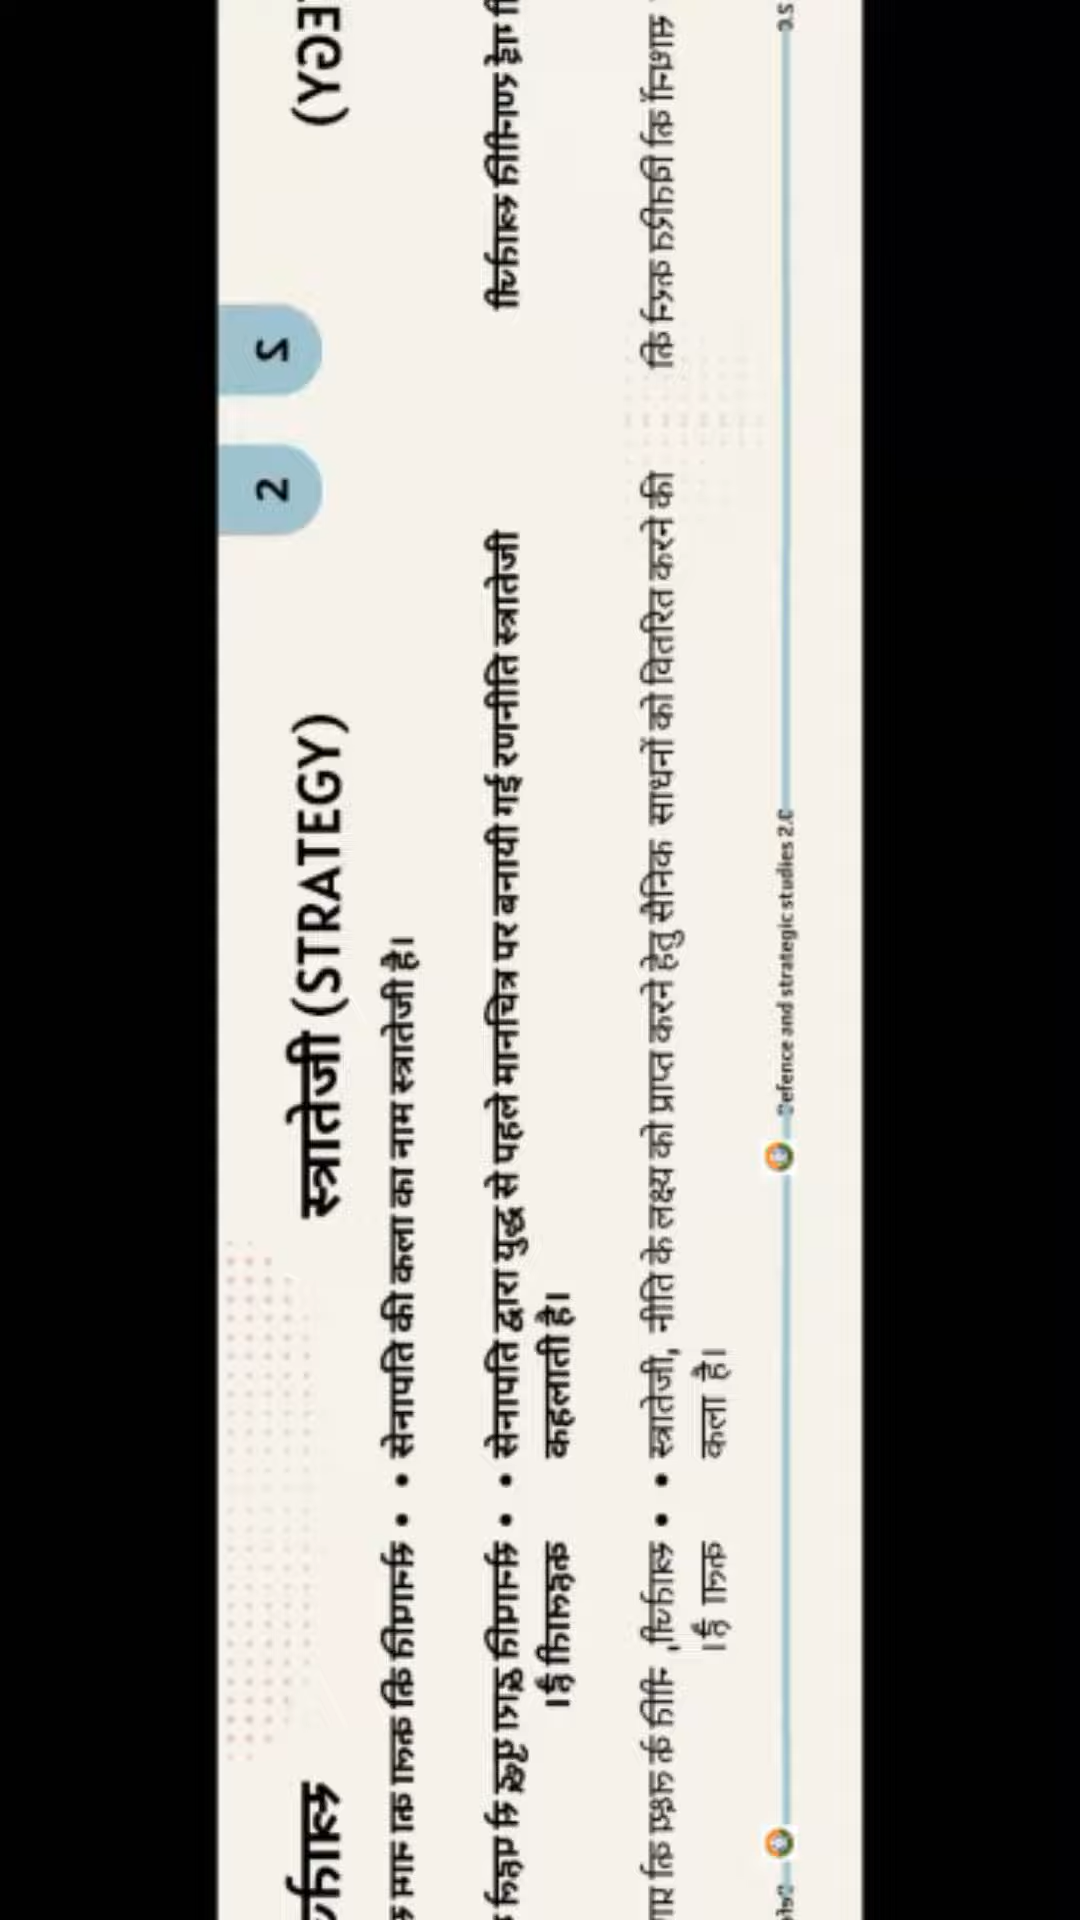 2
स्त्रातेजी (STRATEGY)
• सेनापति की कला का नाम स्त्रातेजी है।
• सेनापति द्वारा युद्ध से पहले मानचित्र पर बनायी गई रणनीति स्त्रातेजी
कहलाती है।
• स्त्रातेजी, नीति के लक्ष्य को प्राप्त करने हेतु सैनिक साधनों को वितरित करने की
कला है।
Defence and strategic studies 2.0